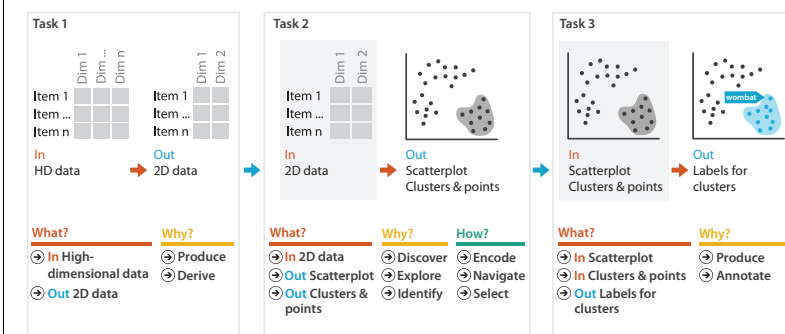 Task 1
Dim 1
Dim ...
Dim n
Item 1
Item ...
Item n
In
HD data
Dim 1
Dim 2
Item 1
Item ...
Item n
Out
2D data
What?
In High-
dimensional data
Out 2D data
Why?
Produce
Derive
Task 2
Dim 1
Dim 2
Item 1
Item ...
Item n
In
2D data
Out
Scatterplot
Clusters & points
What?
In 2D data
Out Scatterplot
Out Clusters &
points
Why?
Discover
Explore
Identify
How?
Encode
Navigate
Select
Task 3
In
Scatterplot
Clusters & points
wombat
Out
Labels for
clusters
What?
In Scatterplot
In Clusters & points
Out Labels for
clusters
Why?
Produce
Annotate